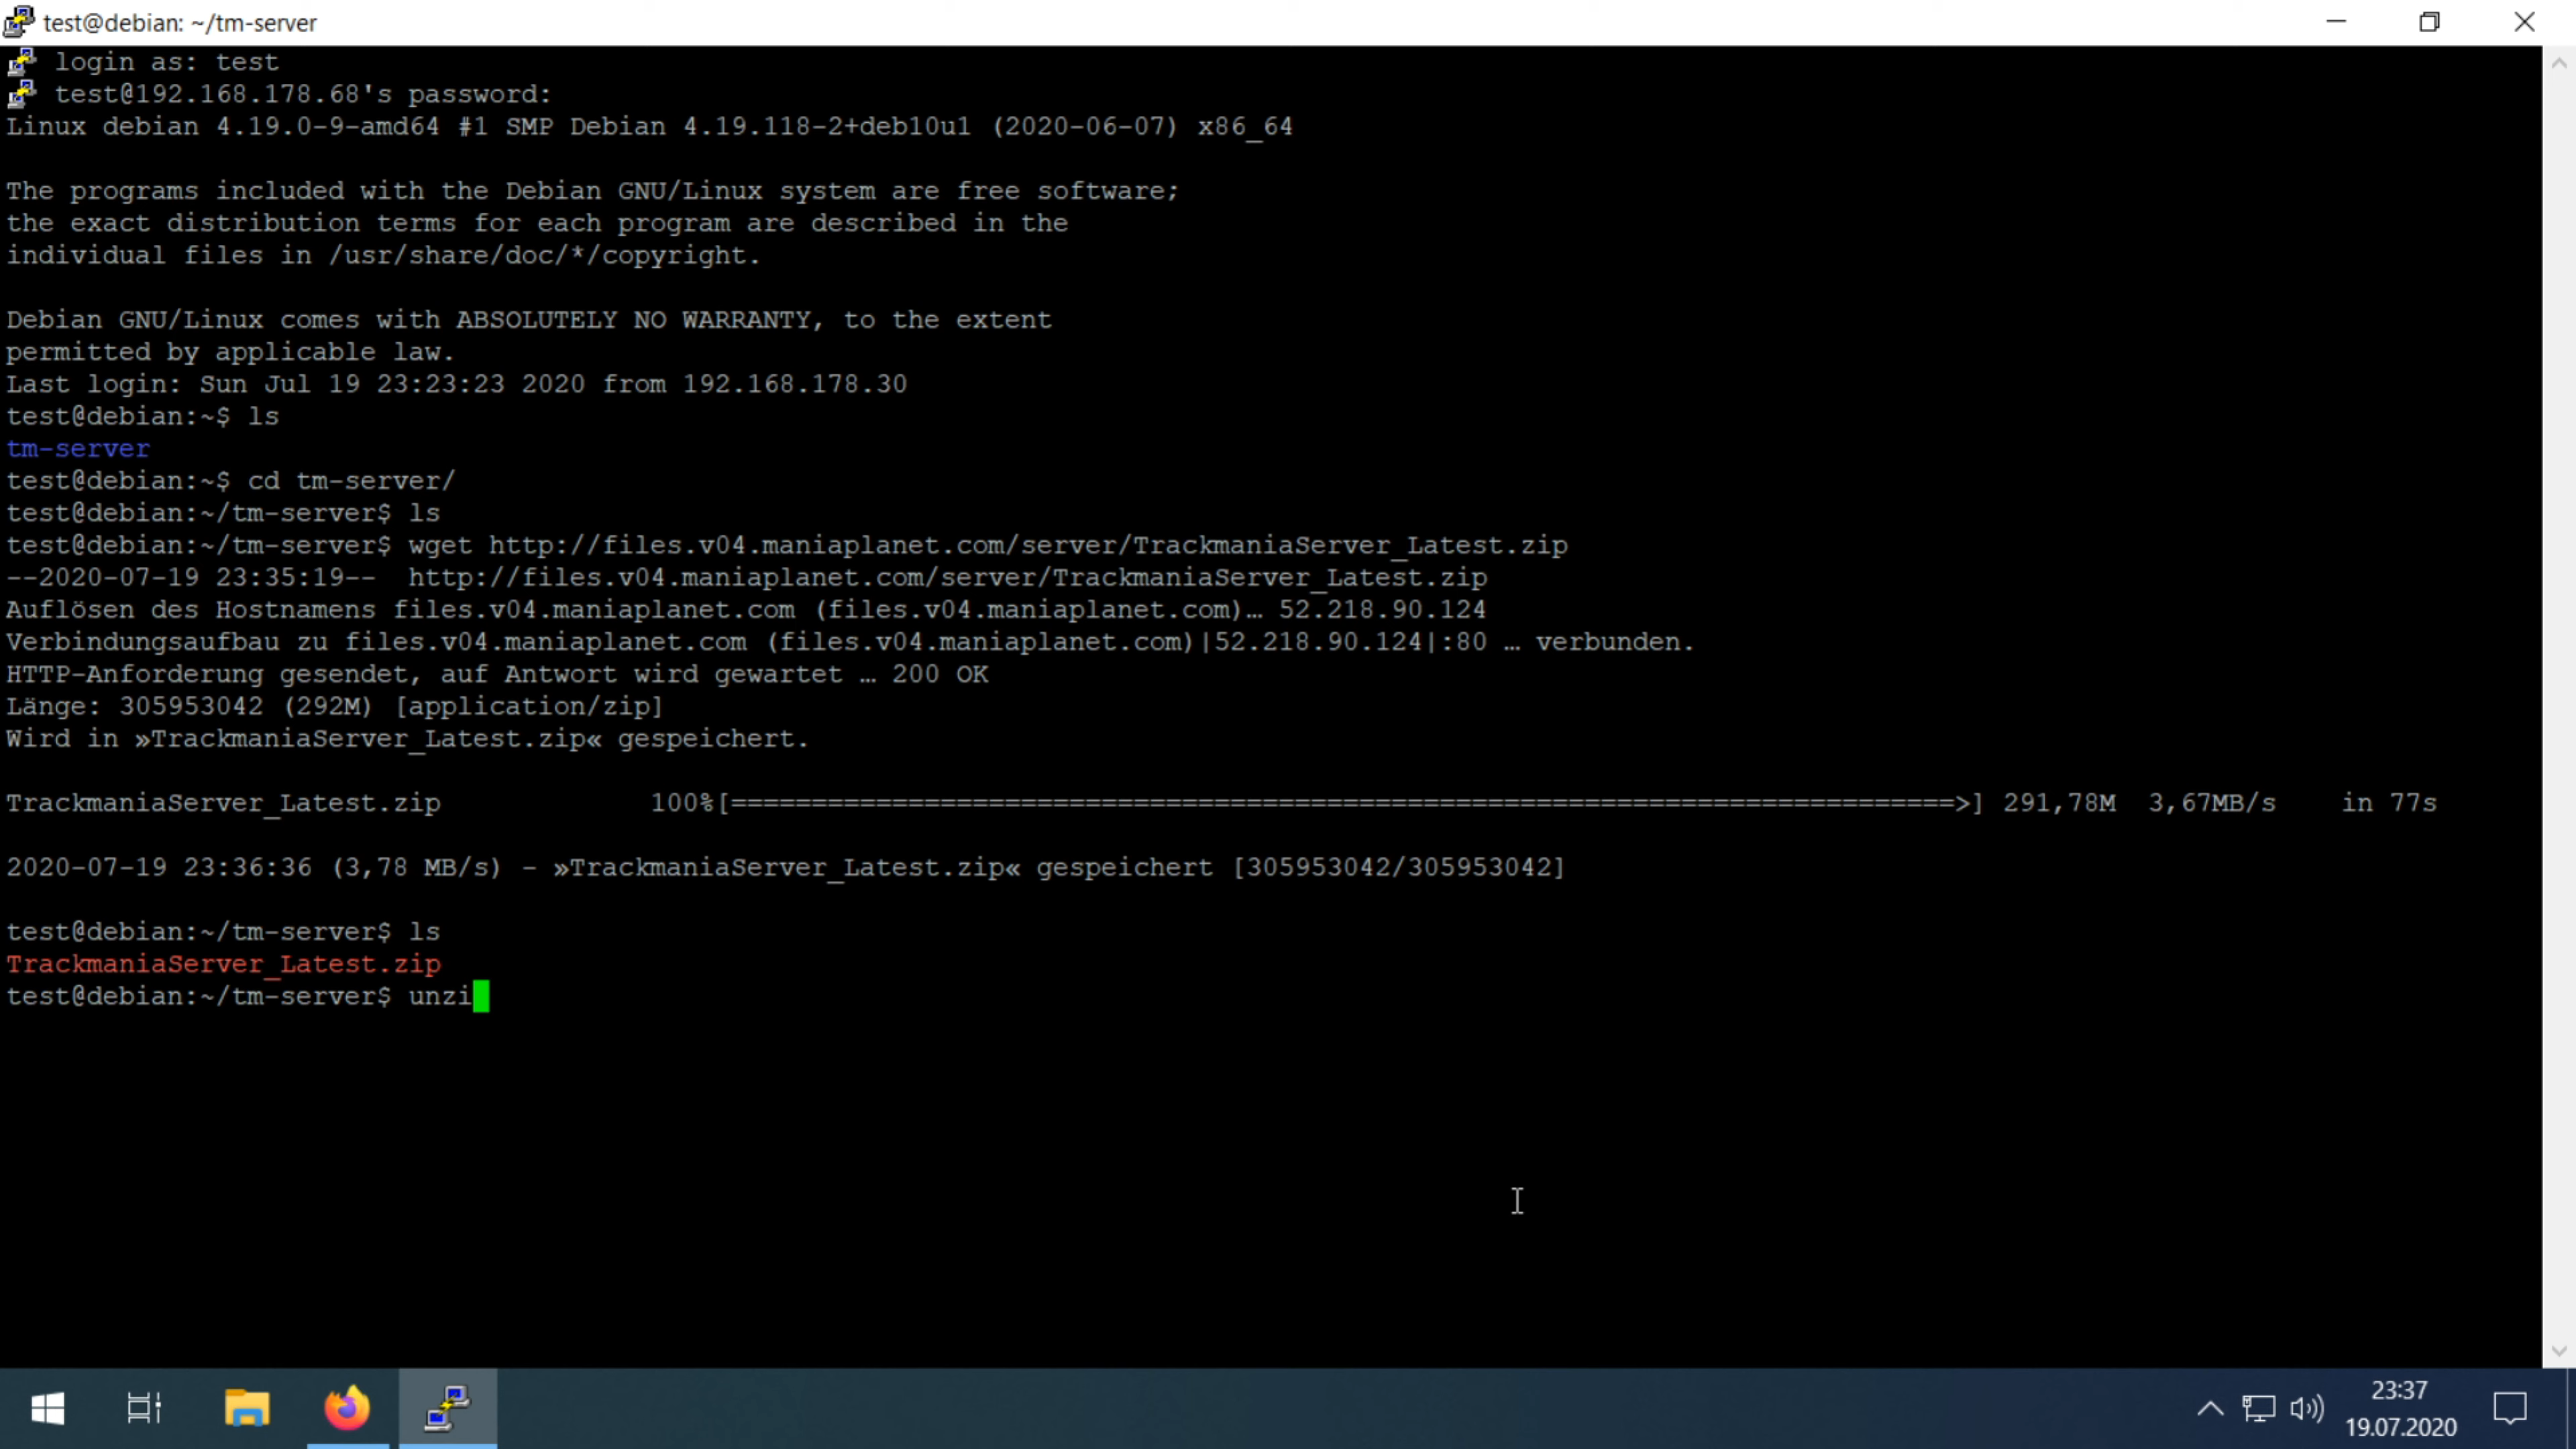 test@debian: ~/tm-server
login as: test
test@192.168.178.68's password:
Linux debian 4.19.0-9-amd64 #1 SMP Debian 4.19.118-2+deb10u1 (2020-06-07) x86_64
The programs included with the Debian GNU/Linux system are free software;
the exact distribution terms for each program are described in the
individual files in /usr/share/doc/*/copyright.
Debian GNU/Linux comes with ABSOLUTELY NO WARRANTY, to the extent
permitted by applicable law.
Last login: Sun Jul 19 23:23:23 2020 from 192.168.178.30
test@debian:~$ ls
tm-server
test@debian:~$ cd tm-server/
test@debian:~/tm-server$ ls
test@debian:~/tm-server$ wget http://files.v04.maniaplanet.com/server/TrackmaniaServer_Latest.zip
--2020-07-19 23:35:19--  http://files.v04.maniaplanet.com/server/TrackmaniaServer_Latest.zip
Auflösen des Hostnamens files.v04.maniaplanet.com (files.v04.maniaplanet.com)… 52.218.90.124
Verbindungsaufbau zu files.v04.maniaplanet.com (files.v04.maniaplanet.com)|52.218.90.124|:80 … verbunden.
HTTP-Anforderung gesendet, auf Antwort wird gewartet … 200 OK
Länge: 305953042 (292M) [application/zip]
Wird in »TrackmaniaServer_Latest.zip« gespeichert.
TrackmaniaServer_Latest.zip 100%[============================================================================>] 291,78M 3,67MB/s in 77s
2020-07-19 23:36:36 (3,78 MB/s) - »TrackmaniaServer_Latest.zip« gespeichert [305953042/305953042]
test@debian:~/tm-server$ ls
TrackmaniaServer_Latest.zip
test@debian:~/tm-server$ unzi
23:37
19.07.2020